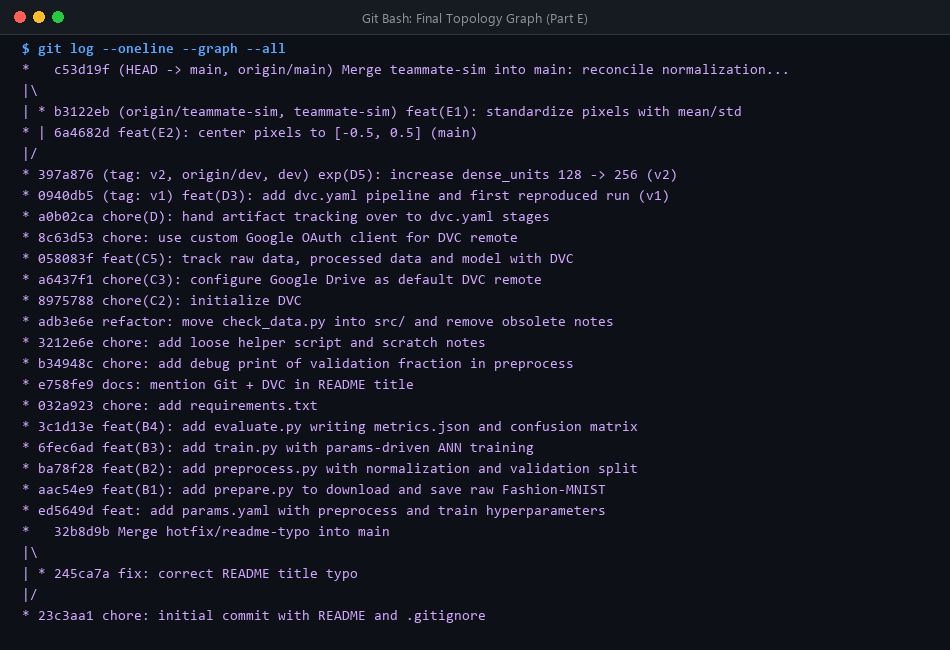 Git Bash: Final Topology Graph (Part E)
$ git log --oneline --graph --all
*   c53d19f (HEAD -> main, origin/main) Merge teammate-sim into main: reconcile normalization...
|\
| * b3122eb (origin/teammate-sim, teammate-sim) feat(E1): standardize pixels with mean/std
* | 6a4682d feat(E2): center pixels to [-0.5, 0.5] (main)
|/
* 397a876 (tag: v2, origin/dev, dev) exp(D5): increase dense_units 128 -> 256 (v2)
* 0940db5 (tag: v1) feat(D3): add dvc.yaml pipeline and first reproduced run (v1)
* a0b02ca chore(D): hand artifact tracking over to dvc.yaml stages
* 8c63d53 chore: use custom Google OAuth client for DVC remote
* 058083f feat(C5): track raw data, processed data and model with DVC
* a6437f1 chore(C3): configure Google Drive as default DVC remote
* 8975788 chore(C2): initialize DVC
* adb3e6e refactor: move check_data.py into src/ and remove obsolete notes
* 3212e6e chore: add loose helper script and scratch notes
* b34948c chore: add debug print of validation fraction in preprocess
* e758fe9 docs: mention Git + DVC in README title
* 032a923 chore: add requirements.txt
* 3c1d13e feat(B4): add evaluate.py writing metrics.json and confusion matrix
* 6fec6ad feat(B3): add train.py with params-driven ANN training
* ba78f28 feat(B2): add preprocess.py with normalization and validation split
* aac54e9 feat(B1): add prepare.py to download and save raw Fashion-MNIST
* ed5649d feat: add params.yaml with preprocess and train hyperparameters
*   32b8d9b Merge hotfix/readme-typo into main
|\
| * 245ca7a fix: correct README title typo
|/
* 23c3aa1 chore: initial commit with README and .gitignore